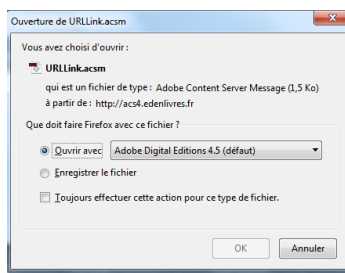 Ouverture de URLLink.acsm
Vous avez choisi d'ouvrir :
URLLink.acsm
qui est un fichier de type : Adobe Content Server Message (1,5 Ko)
à partir de : http://acs4.edenlivres.fr
Que doit faire Firefox avec ce fichier ?
Ouvrir avec Adobe Digital Editions 4.5 (défaut)
Enregistrer le fichier
Toujours effectuer cette action pour ce type de fichier.
OK Annuler